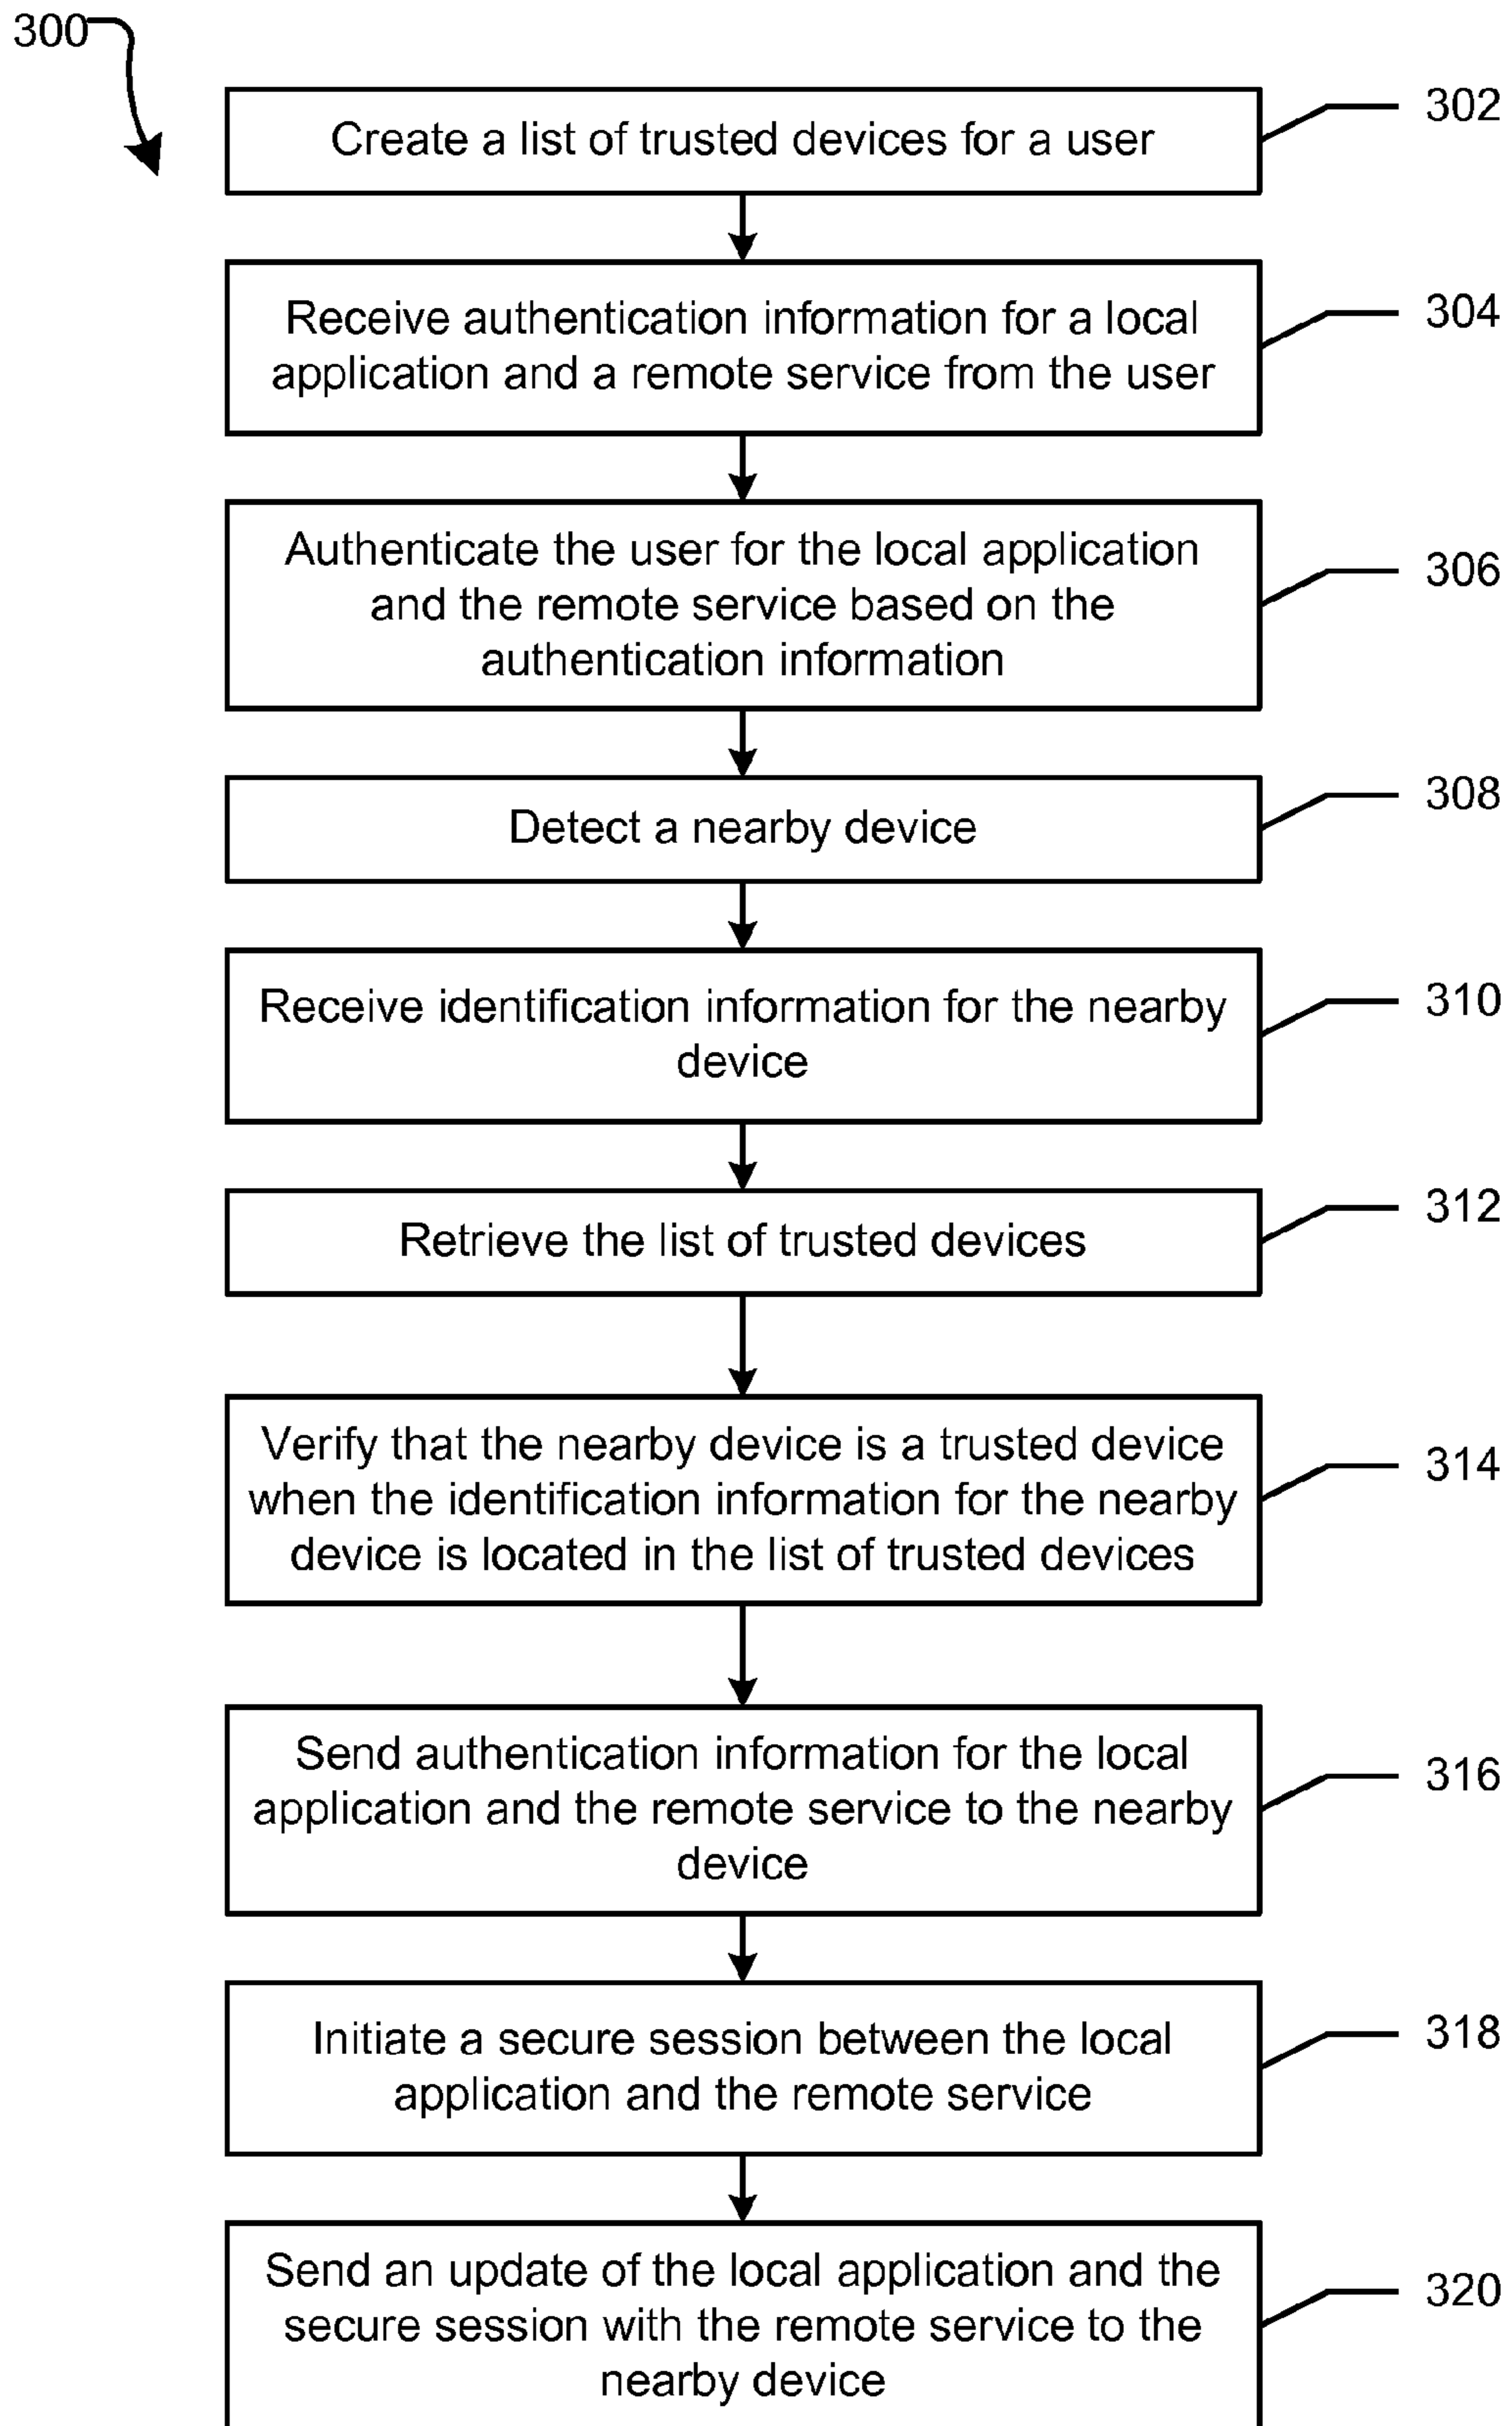 300
Create a list of trusted devices for a user
302
Receive authentication information for a local
application and a remote service from the user
304
Authenticate the user for the local application
and the remote service based on the
authentication information
306
Detect a nearby device
308
Receive identification information for the nearby
device
310
Retrieve the list of trusted devices
312
Verify that the nearby device is a trusted device
when the identification information for the nearby
device is located in the list of trusted devices
314
Send authentication information for the local
application and the remote service to the nearby
device
316
Initiate a secure session between the local
application and the remote service
318
Send an update of the local application and the
secure session with the remote service to the
nearby device
320